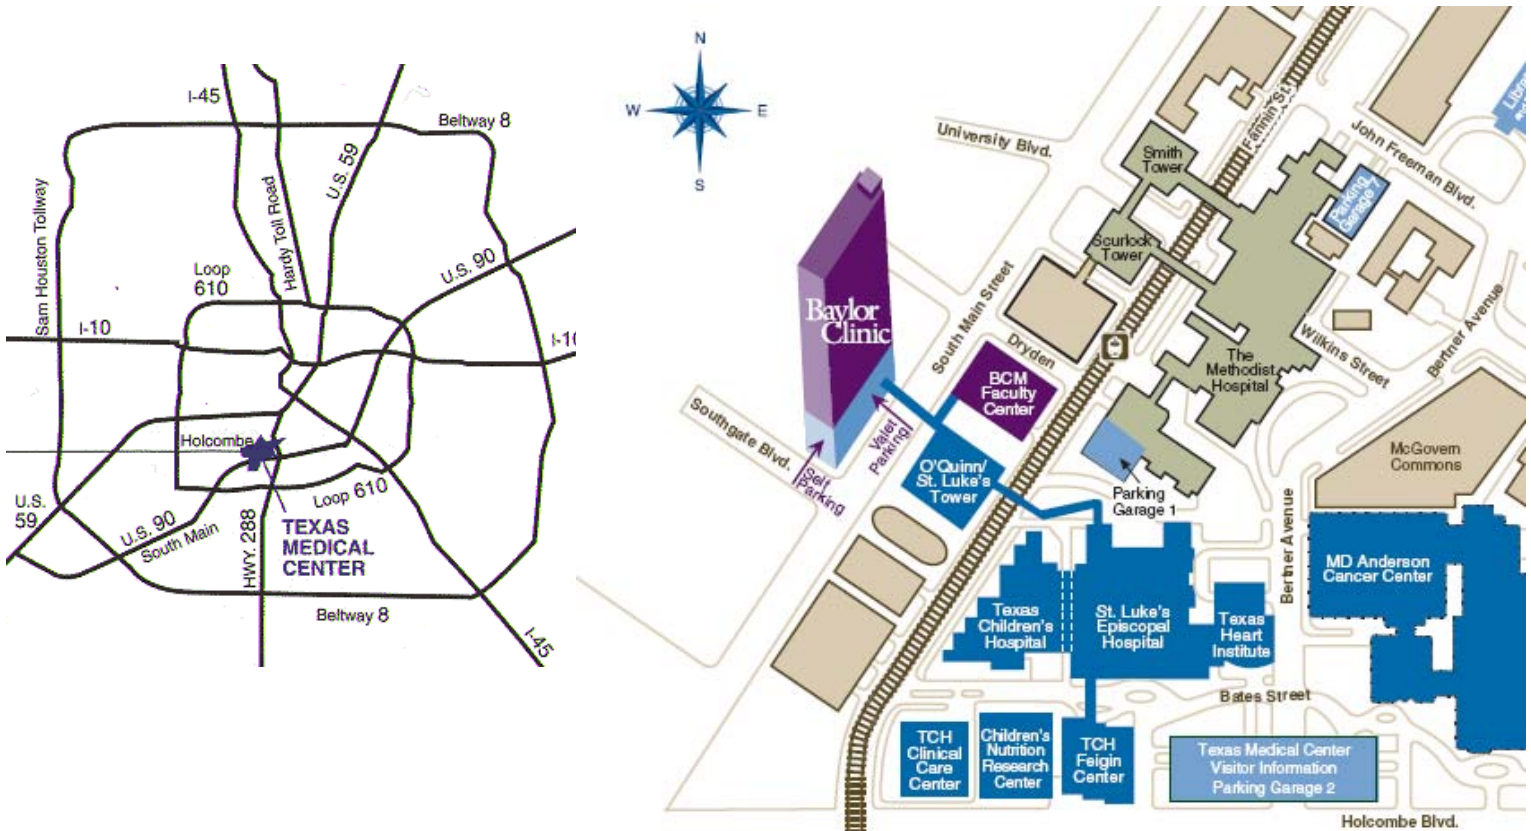 I-45
Beltway 8
U.S. 59
Sam Houston Tollway
Hardy Toll Road
U.S. 90
Loop
610
I-10
Holcombe
Loop 610
U.S.
59
U.S. 90
South Main
HWY. 288
TEXAS
MEDICAL
CENTER
Beltway 8
I-45
N
W
E
S
University Blvd.
Fannin St.
John Freeman Blvd.
Smith
Tower
Parking
Garage 7
Scurlock
Tower
South Main Street
Baylor
Clinic
Dryden
Wilkins Street
Bertner Avenue
The
Methodist
Hospital
BCM
Faculty
Center
Southgate Blvd.
Valet
Parking
Self
Parking
O'Quinn/
St. Luke's
Tower
McGovern
Commons
Parking
Garage 1
Bertner Avenue
MD Anderson
Cancer Center
Texas
Children's
Hospital
St. Luke's
Episcopal
Hospital
Texas
Heart
Institute
Bates Street
TCH
Clinical
Care
Center
Children's
Nutrition
Research
Center
TCH
Feigin
Center
Texas Medical Center
Visitor Information
Parking Garage 2
Holcombe Blvd.